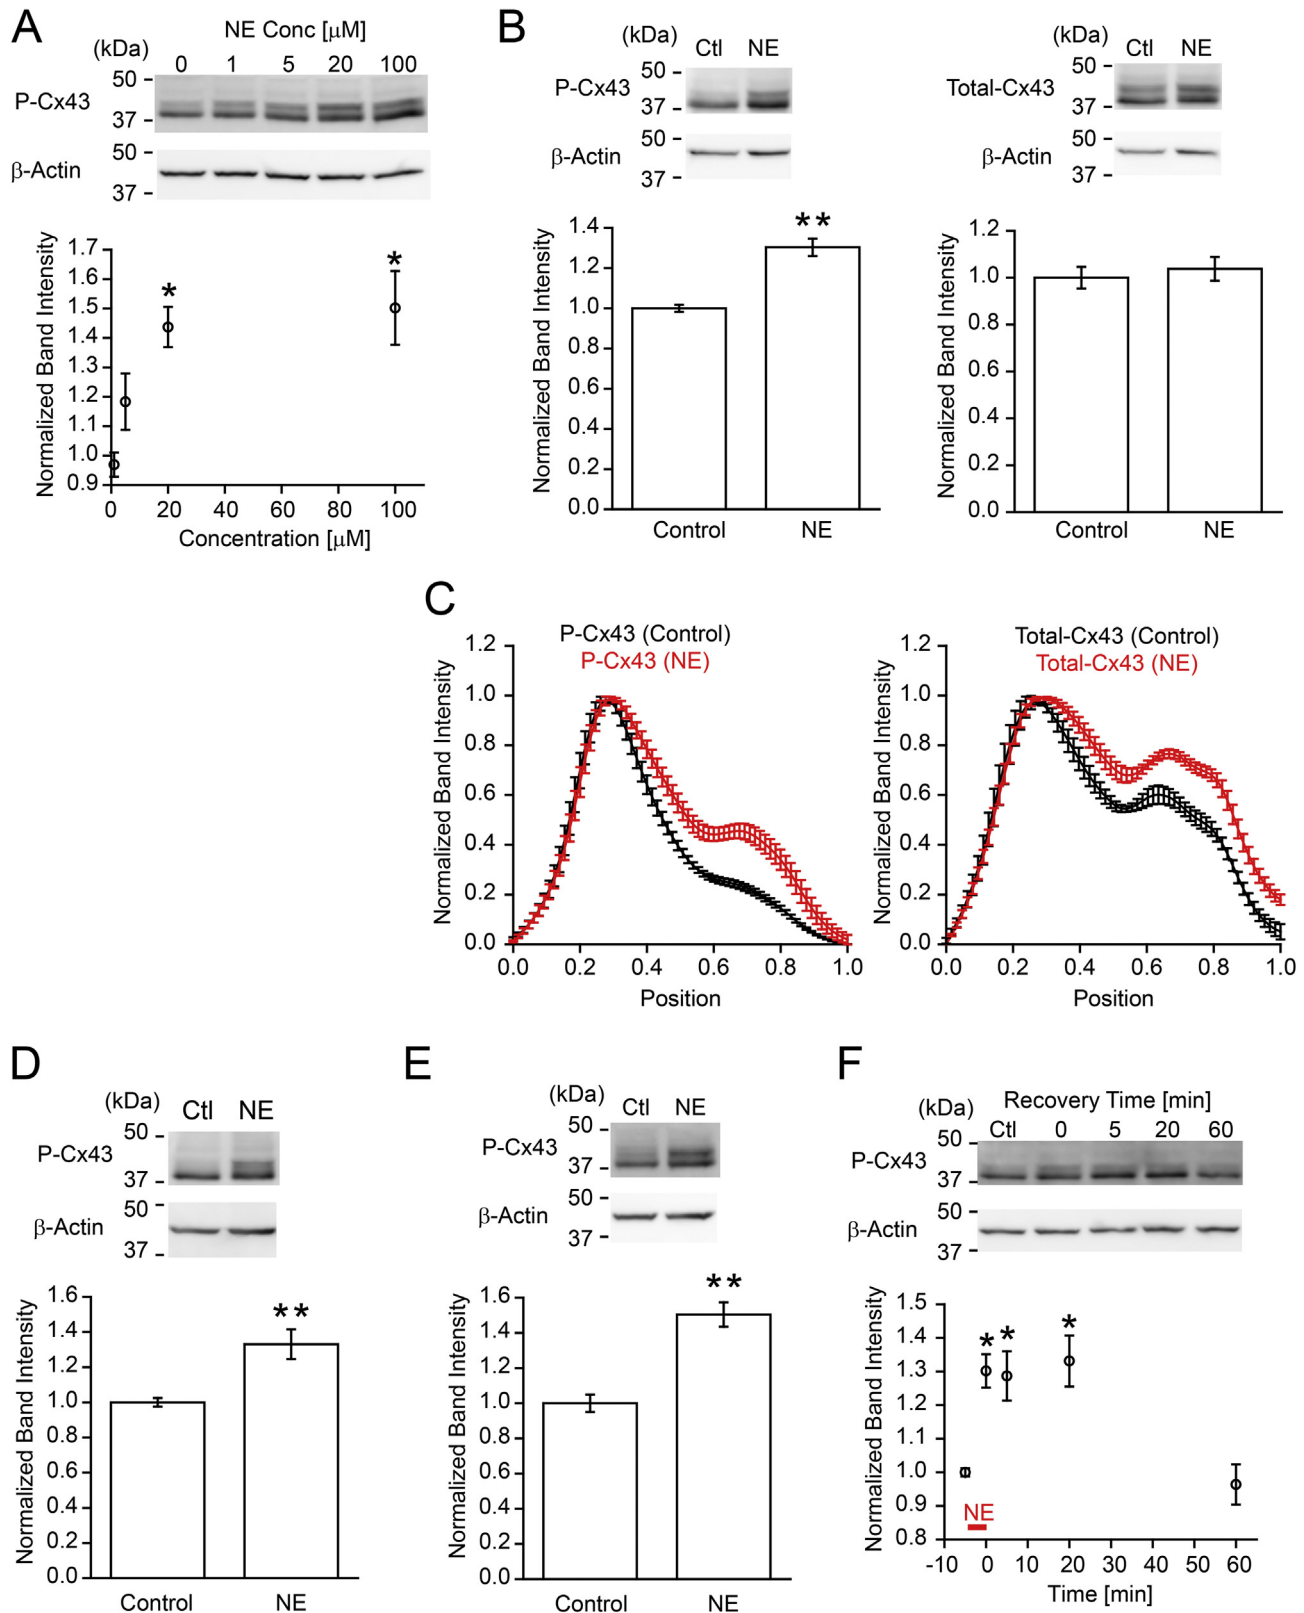 A
NE Conc [μM]
(kDa)
0 1 5 20 100
P-Cx43
50
37
β-Actin
50
37
Normalized Band Intensity
1.7
1.6
1.5
1.4
1.3
1.2
1.1
1.0
0.9
* *
0 20 40 60 80 100
Concentration [μM]
B
(kDa) Ctl NE
P-Cx43
50
37
β-Actin
50
37
Normalized Band Intensity
1.4
1.2
1.0
0.8
0.6
0.4
0.2
0.0
**
Control NE
(kDa) Ctl NE
Total-Cx43
50
37
β-Actin
50
37
Normalized Band Intensity
1.2
1.0
0.8
0.6
0.4
0.2
0.0
Control NE
C
P-Cx43 (Control)
P-Cx43 (NE)
Normalized Band Intensity
1.2
1.0
0.8
0.6
0.4
0.2
0.0
0.0 0.2 0.4 0.6 0.8 1.0
Position
Total-Cx43 (Control)
Total-Cx43 (NE)
Normalized Band Intensity
1.2
1.0
0.8
0.6
0.4
0.2
0.0
0.0 0.2 0.4 0.6 0.8 1.0
Position
D
(kDa) Ctl NE
P-Cx43
50
37
β-Actin
50
37
Normalized Band Intensity
1.6
1.4
1.2
1.0
0.8
0.6
0.4
0.2
0.0
**
Control NE
E
(kDa) Ctl NE
P-Cx43
50
37
β-Actin
50
37
Normalized Band Intensity
1.6
1.4
1.2
1.0
0.8
0.6
0.4
0.2
0.0
**
Control NE
F
Recovery Time [min]
(kDa)
Ctl 0 5 20 60
P-Cx43
50
37
β-Actin
50
37
Normalized Band Intensity
1.5
1.4
1.3
1.2
1.1
1.0
0.9
0.8
* * *
NE
-10 0 10 20 30 40 50 60
Time [min]